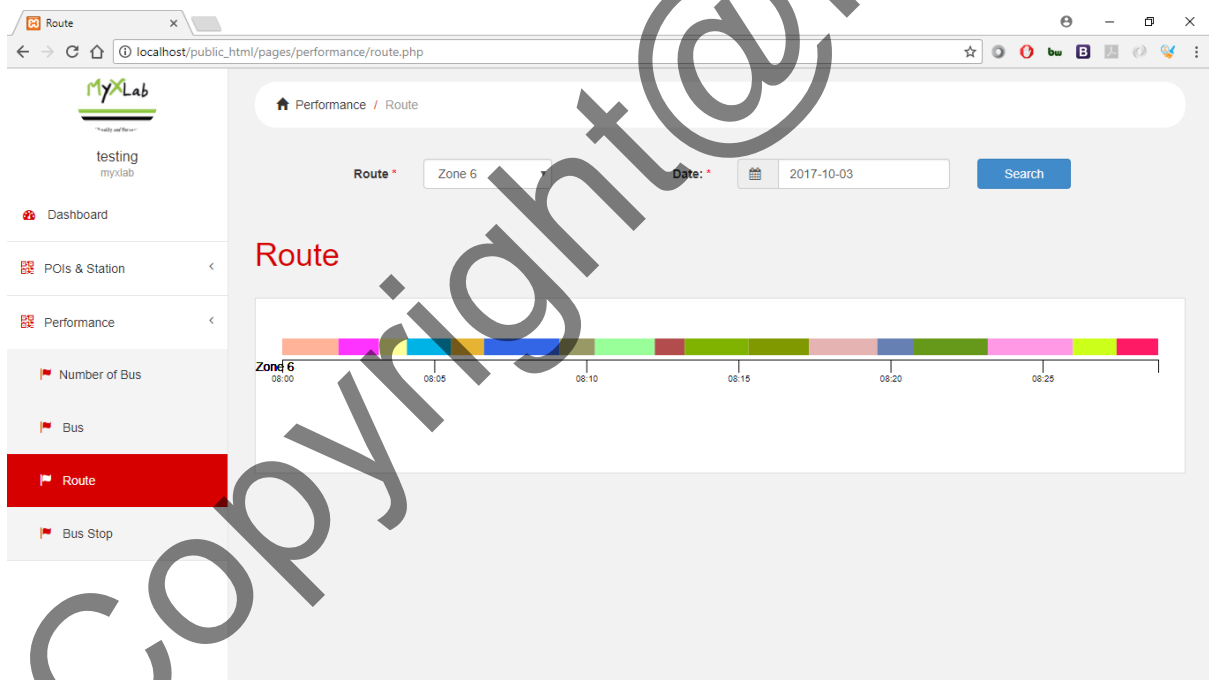 Route
localhost/public_html/pages/performance/route.php
bw
B
MyXLab
testing
myxlab
Dashboard
POIs & Station
Performance
Number of Bus
Bus
Route
Bus Stop
Performance / Route
Route *
Zone 6
Date: *
2017-10-03
Search
Route
Zone 6
08:00 08:05 08:10 08:15 08:20 08:25
Copyright@